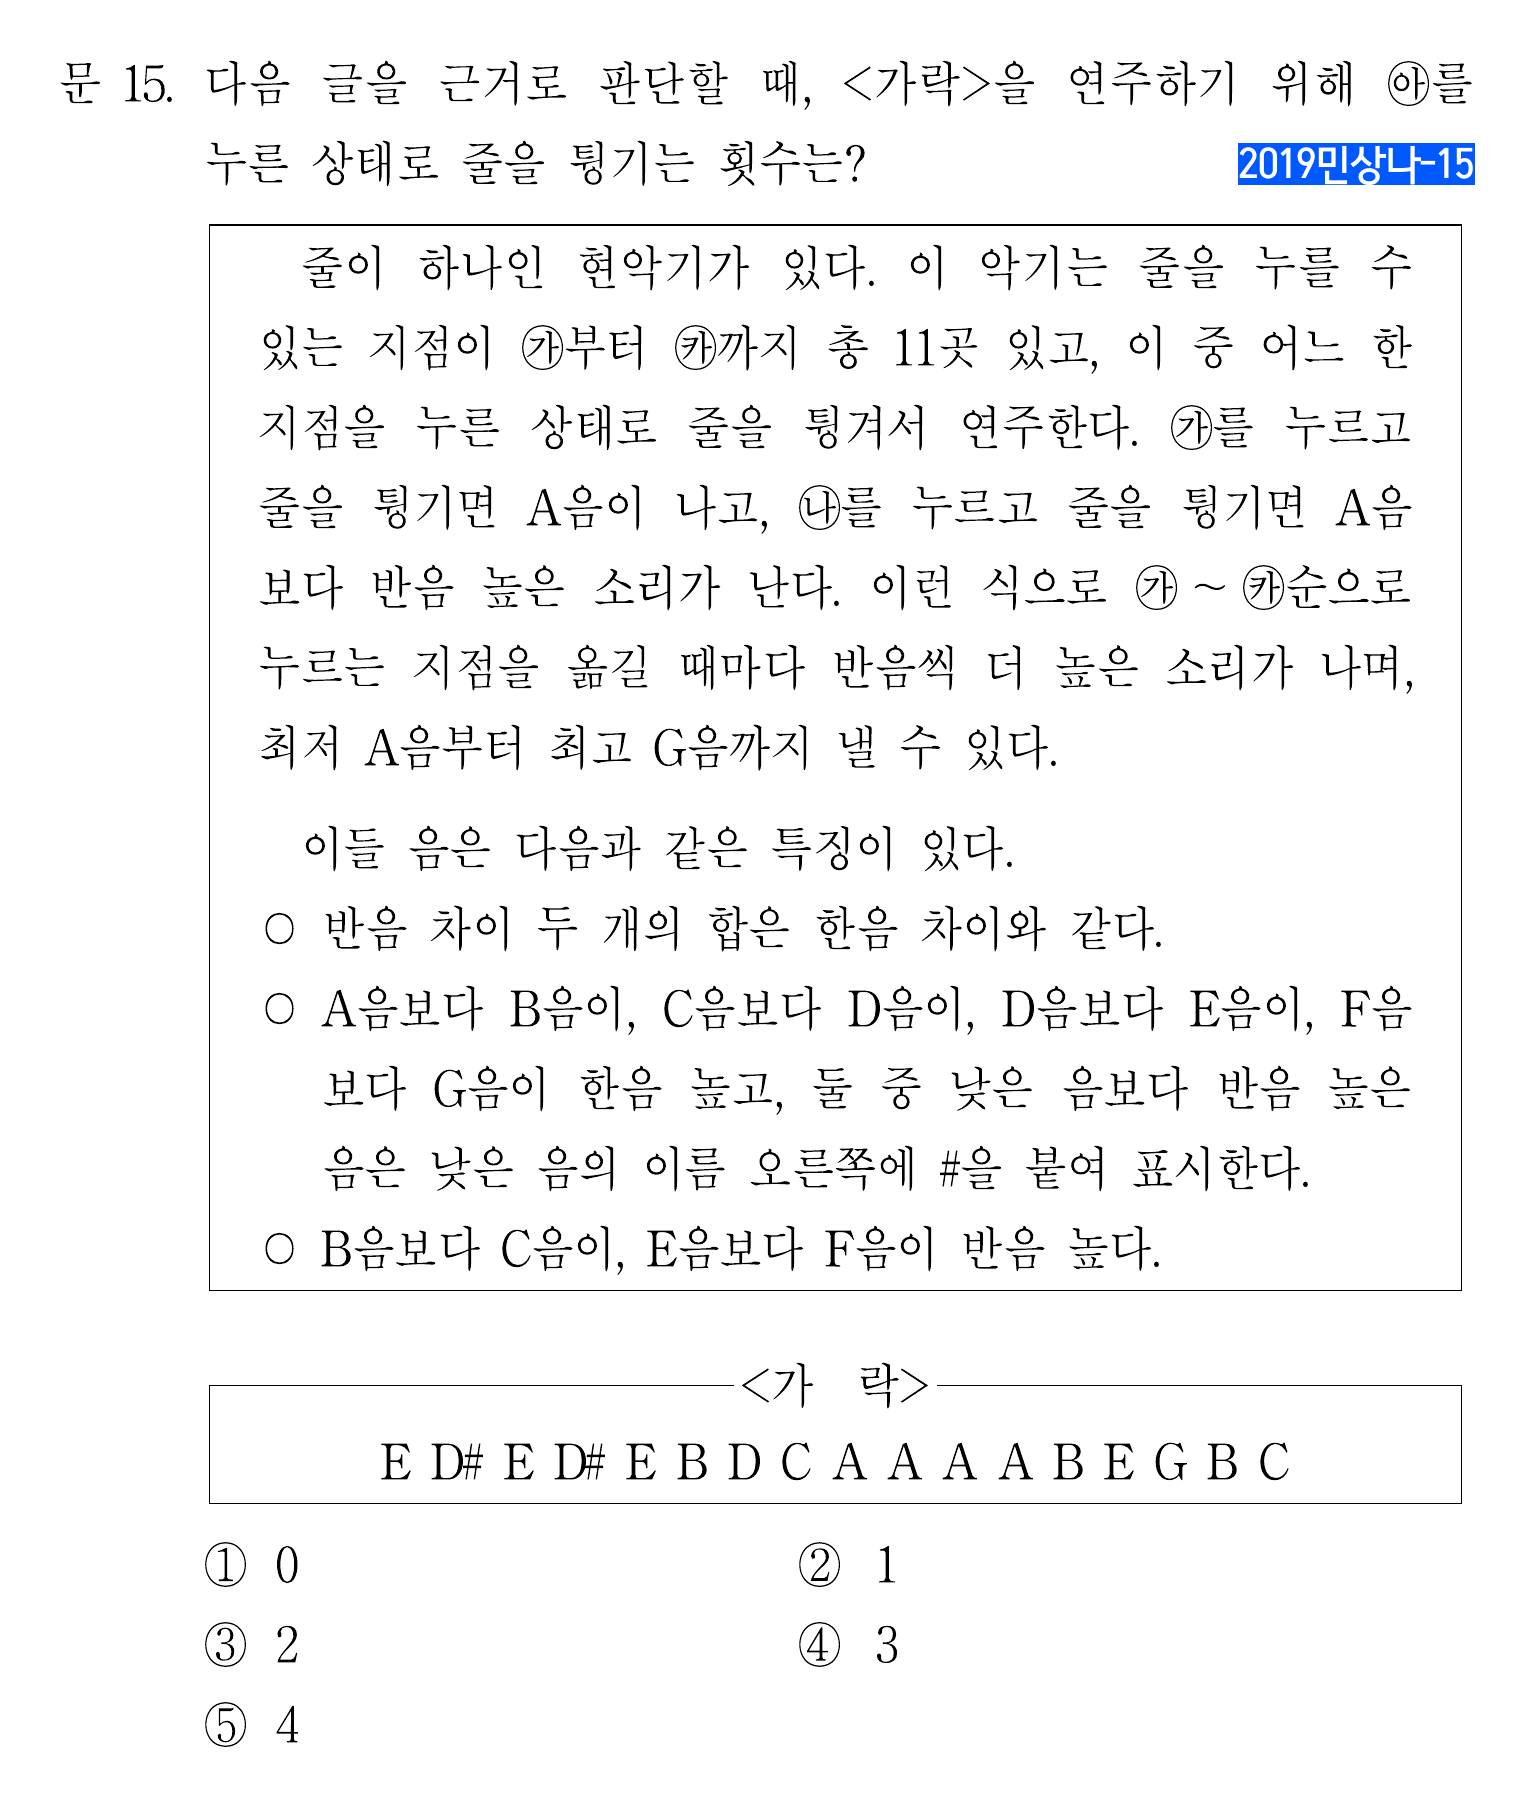 문 15. 다음 글을 근거로 판단할 때, <가락>을 연주하기 위해 ㉵를
누른 상태로 줄을 튕기는 횟수는?
2019민상나-15
줄이 하나인 현악기가 있다. 이 악기는 줄을 누를 수
있는 지점이 ㉮부터 ㉸까지 총 11곳 있고, 이 중 어느 한
지점을 누른 상태로 줄을 튕겨서 연주한다. ㉮를 누르고
줄을 튕기면 A음이 나고, ㉯를 누르고 줄을 튕기면 A음
보다 반음 높은 소리가 난다. 이런 식으로 ㉮ ~ ㉸순으로
누르는 지점을 옮길 때마다 반음씩 더 높은 소리가 나며,
최저 A음부터 최고 G음까지 낼 수 있다.
이들 음은 다음과 같은 특징이 있다.
○ 반음 차이 두 개의 합은 한음 차이와 같다.
○ A음보다 B음이, C음보다 D음이, D음보다 E음이, F음
보다 G음이 한음 높고, 둘 중 낮은 음보다 반음 높은
음은 낮은 음의 이름 오른쪽에 #을 붙여 표시한다.
○ B음보다 C음이, E음보다 F음이 반음 높다.
<가 락>
E D# E D# E B D C A A A A B E G B C
① 0 ② 1
③ 2 ④ 3
⑤ 4